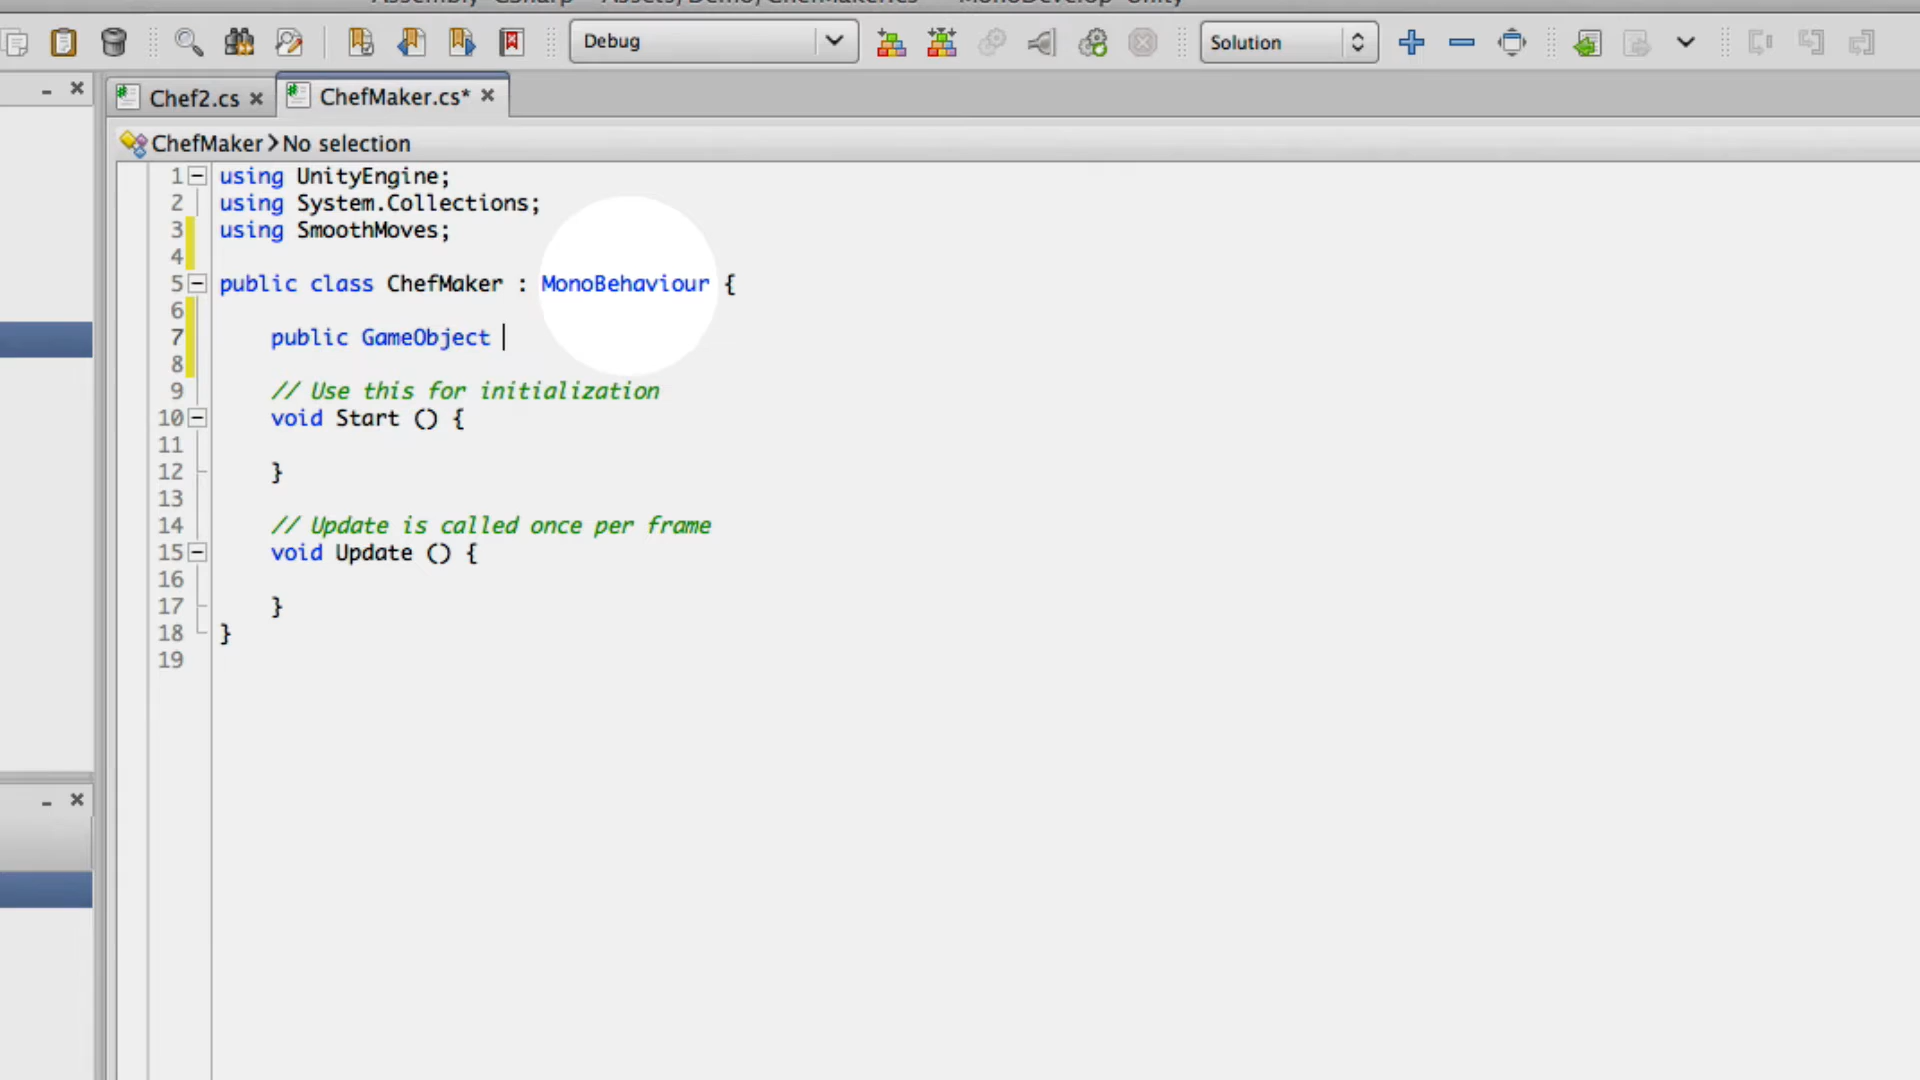 Debug
Solution
Chef2.cs
ChefMaker.cs*
ChefMaker No selection
1 using UnityEngine;
2 using System.Collections;
3 using SmoothMoves;
4
5 public class ChefMaker : MonoBehaviour {
6
7 public GameObject
8
9 // Use this for initialization
10 void Start () {
11
12 }
13
14 // Update is called once per frame
15 void Update () {
16
17 }
18 }
19